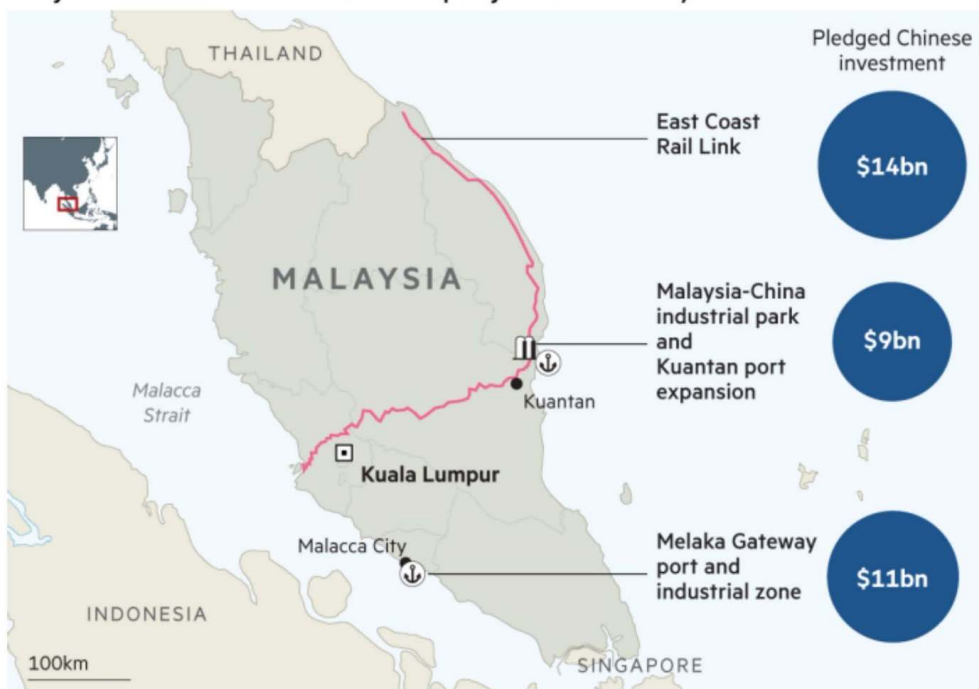 THAILAND
Pledged Chinese
investment
East Coast
Rail Link
$14bn
MALAYSIA
Malaysia-China
industrial park
and
Kuantan port
expansion
$9bn
Malacca
Strait
Kuantan
Kuala Lumpur
Malacca City
Melaka Gateway
port and
industrial zone
$11bn
INDONESIA
100km
SINGAPORE